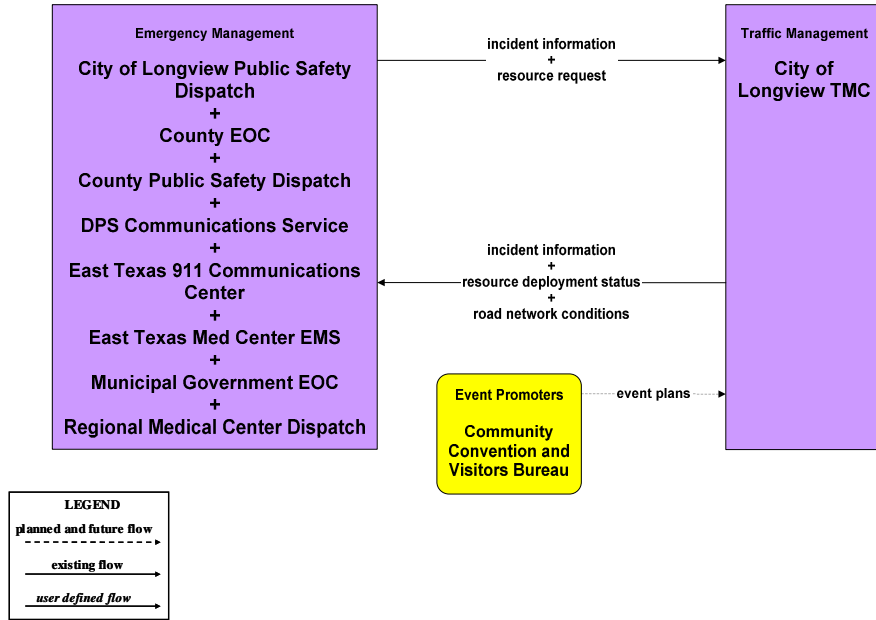 Emergency Management
City of Longview Public Safety
Dispatch
+
County EOC
+
County Public Safety Dispatch
+
DPS Communications Service
+
East Texas 911 Communications
Center
+
East Texas Med Center EMS
+
Municipal Government EOC
+
Regional Medical Center Dispatch
incident information
+
resource request
Traffic Management
City of
Longview TMC
incident information
+
resource deployment status
+
road network conditions
Event Promoters
Community
Convention and
Visitors Bureau
event plans
LEGEND
planned and future flow
existing flow
user defined flow